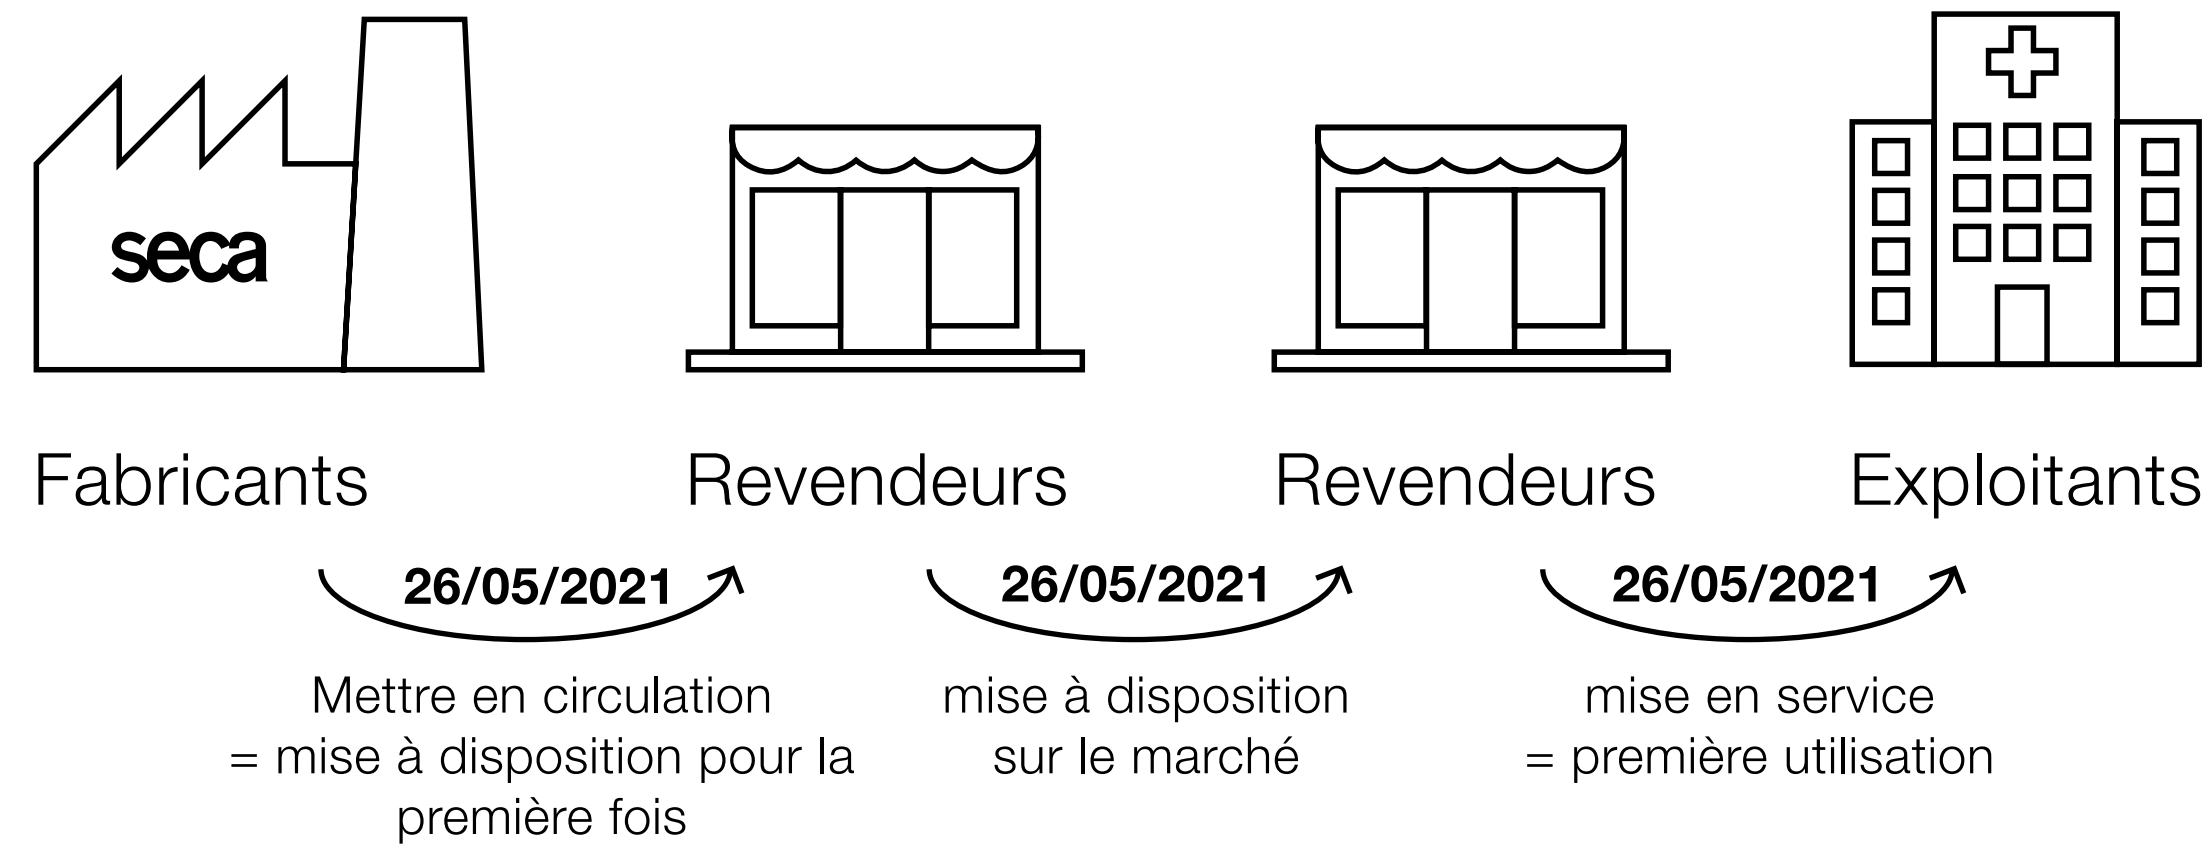 seca
Fabricants
Revendeurs
Revendeurs
Exploitants
26/05/2021
26/05/2021
26/05/2021
Mettre en circulation
= mise à disposition pour la
première fois
mise à disposition
sur le marché
mise en service
= première utilisation